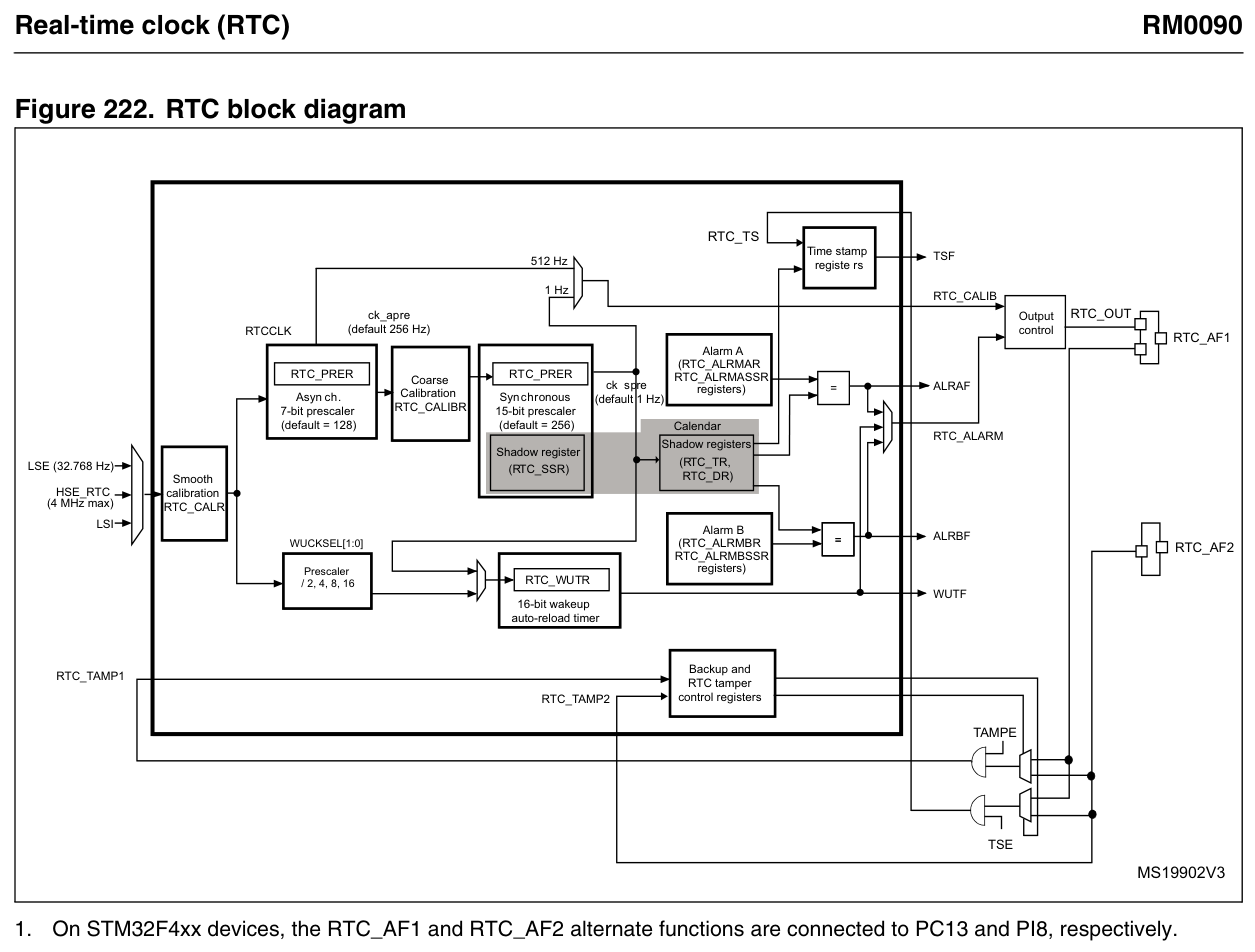 Real-time clock (RTC)
RM0090
Figure 222. RTC block diagram
RTC_TS
Time stamp
registe rs
TSF
512 Hz
1 Hz
RTC_CALIB
Output
control
RTC_OUT
RTC_AF1
RTCCLK
ck_apre
(default 256 Hz)
RTC_PRER
Asyn ch.
7-bit prescaler
(default = 128)
Coarse
Calibration
RTC_CALIBR
RTC_PRER
Syn chronous
15-bit prescaler
(default = 256)
ck spre
(default 1 Hz)
Alarm A
(RTC_ALRMAR
RTC_ALRMASSR
registers)
=
ALRAF
RTC_ALARM
Calendar
Shadow register
(RTC_SSR)
Shadow registers
(RTC_TR,
RTC_DR)
LSE (32.768 Hz)
HSE_RTC
(4 MHz max)
LSI
Smooth
calibration
RTC_CALR
Alarm B
(RTC_ALRMBR
RTC_ALRMBSSR
registers)
=
ALRBF
RTC_AF2
WUCKSEL[1:0]
Prescaler
/ 2, 4, 8, 16
RTC_WUTR
16-bit wakeup
auto-reload timer
WUTF
RTC_TAMP1
RTC_TAMP2
Backup and
RTC tamper
control registers
TAMPE
TSE
MS19902V3
1. On STM32F4xx devices, the RTC_AF1 and RTC_AF2 alternate functions are connected to PC13 and PI8, respectively.